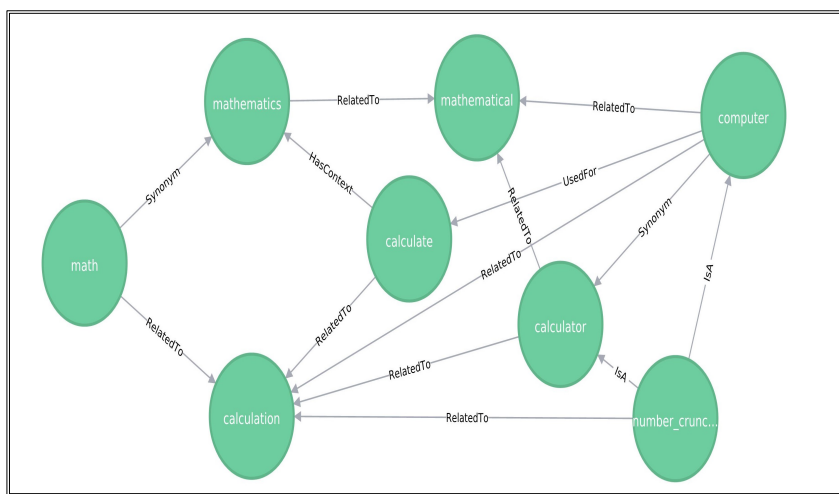 mathematics
RelatedTo
mathematical
RelatedTo
computer
Synonym
HasContext
UsedFor
RelatedTo
Synonym
math
calculate
RelatedTo
IsA
RelatedTo
RelatedTo
calculator
RelatedTo
IsA
calculation
RelatedTo
number_crunc...